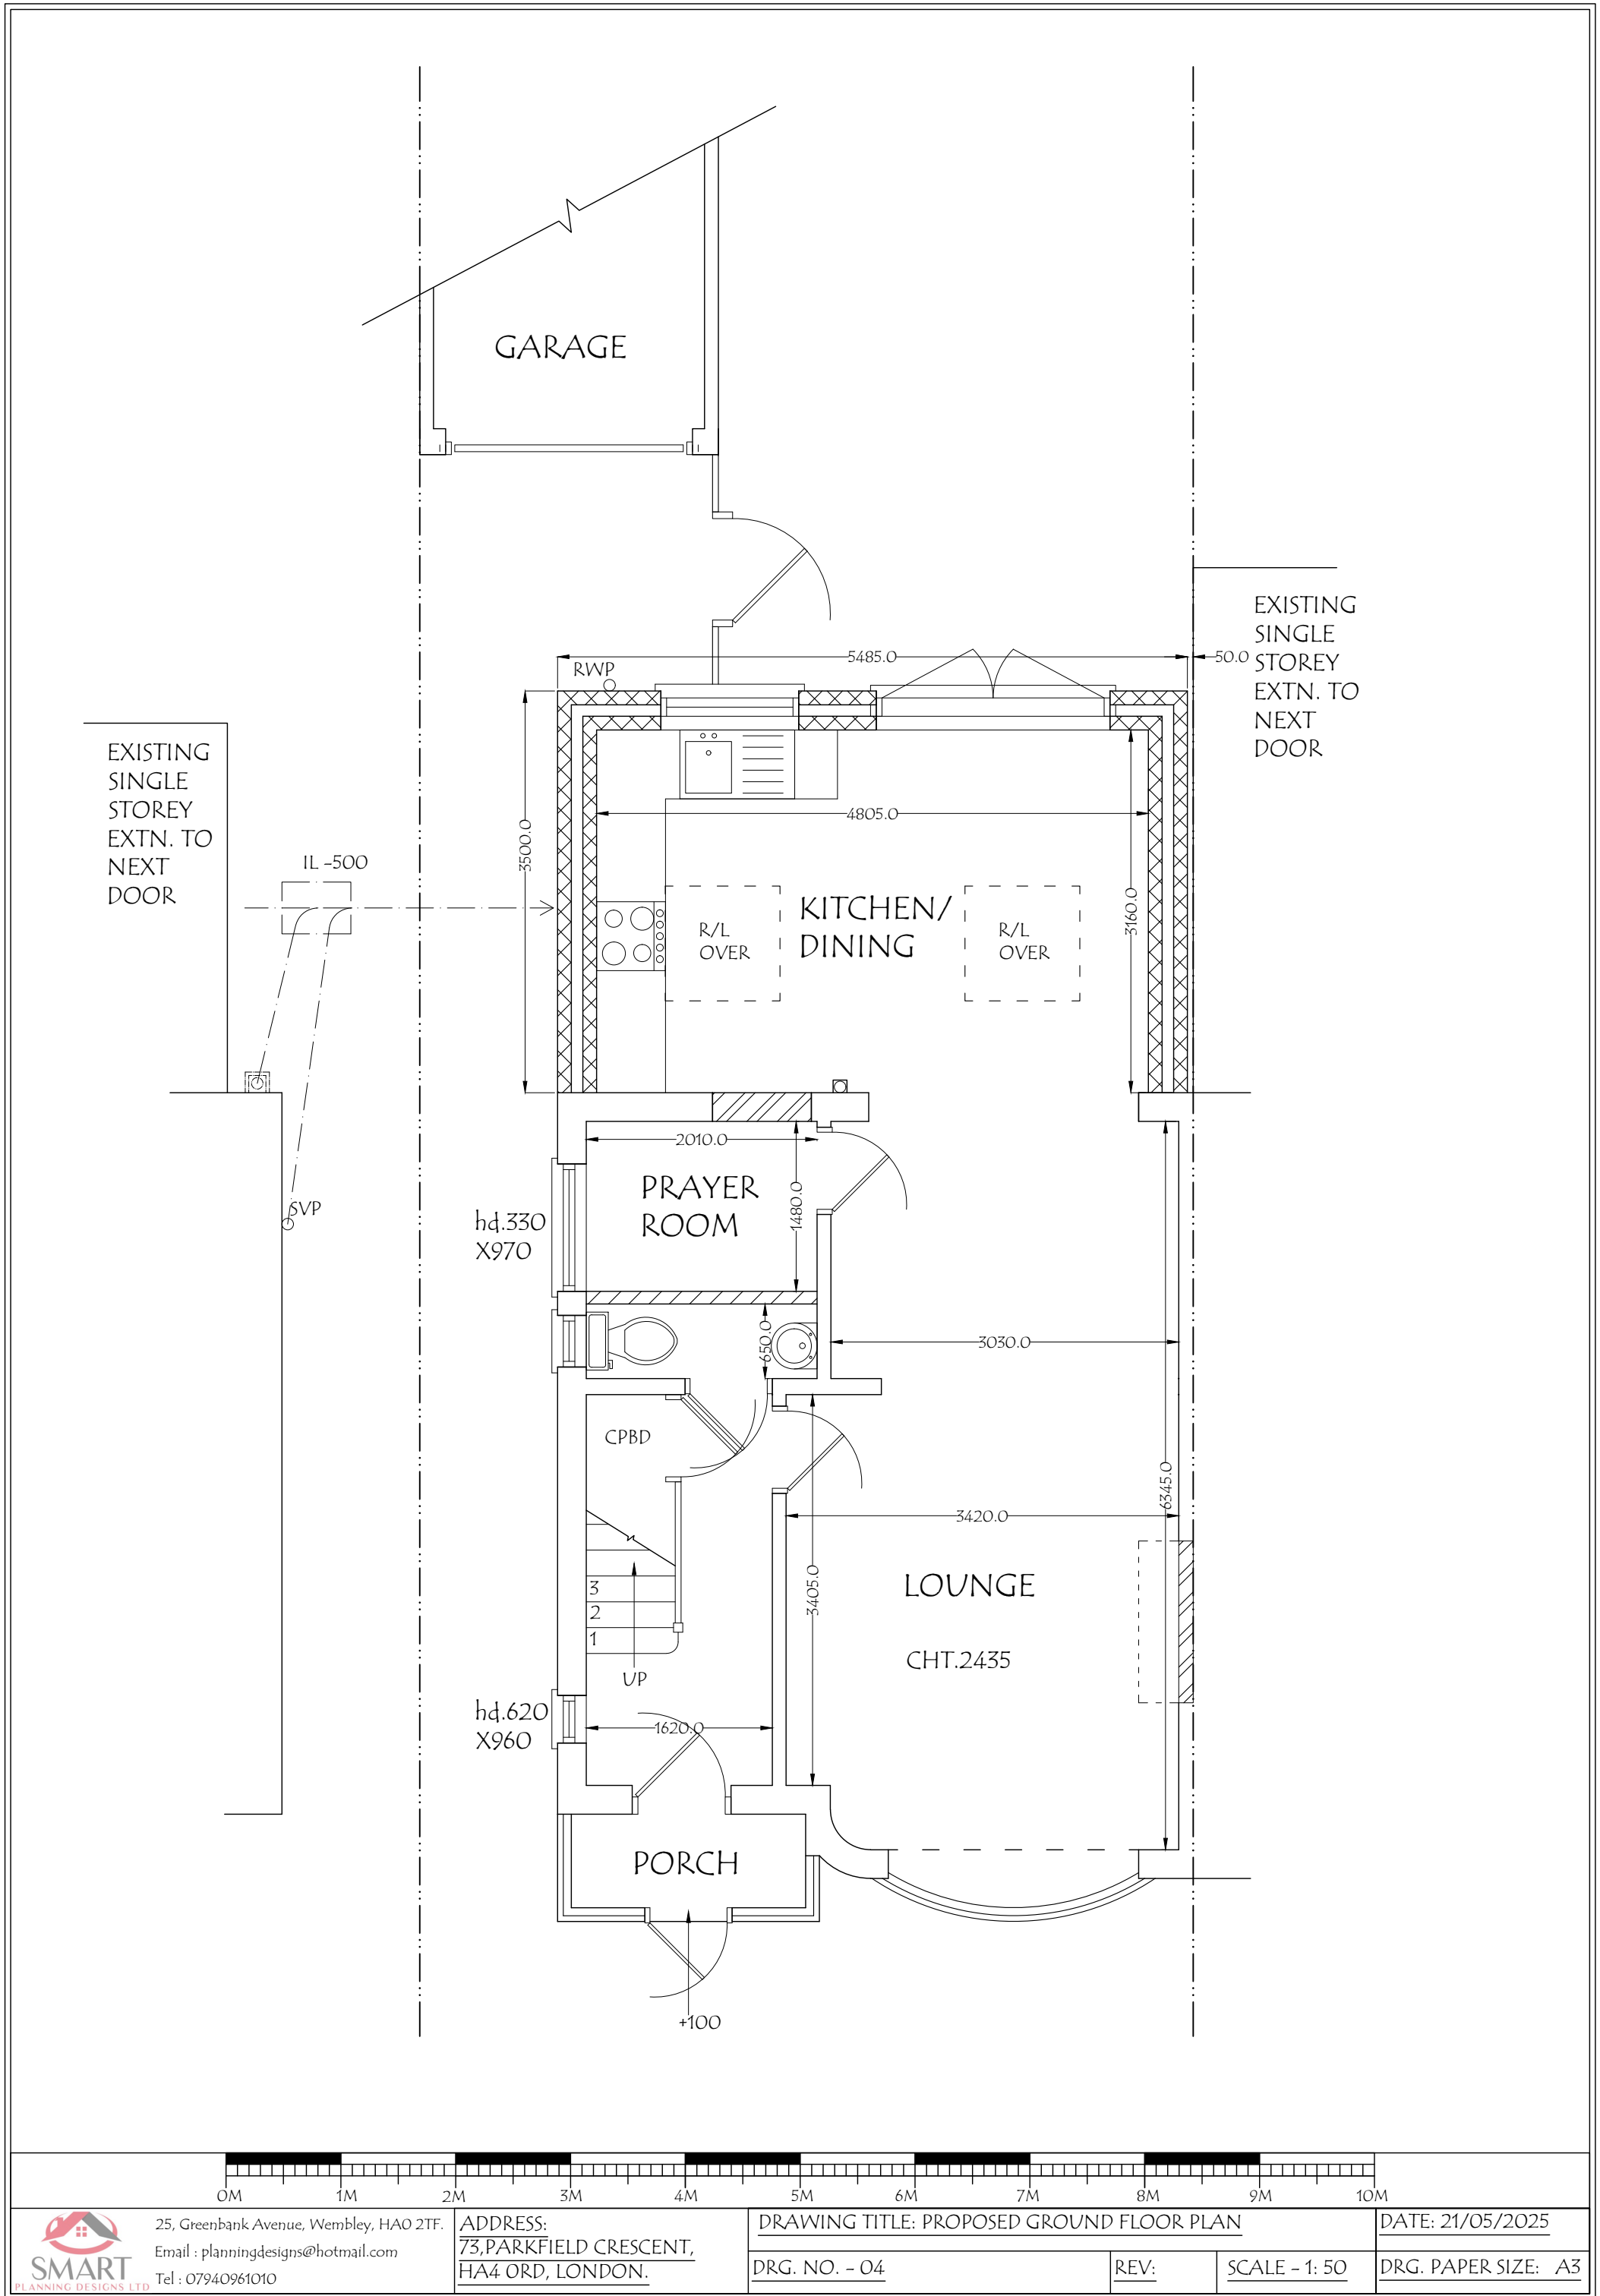 GARAGE
EXISTING
SINGLE
STOREY
EXTN. TO
NEXT
DOOR
5485.0
50.0
RWP
EXISTING
SINGLE
STOREY
EXTN. TO
NEXT
DOOR
IL -500
3500.0
4805.0
KITCHEN/
DINING
R/L
OVER
R/L
OVER
3160.0
2010.0
PRAYER
ROOM
1480.0
SVP
hd.330
X970
650.0
3030.0
CPBD
6345.0
3420.0
3405.0
LOUNGE
CHT.2435
3
2
1
UP
hd.620
X960
1620.0
PORCH
+100
0M 1M 2M 3M 4M 5M 6M 7M 8M 9M 10M
SMART
PLANNING DESIGNS LTD
25, Greenbank Avenue, Wembley, HA0 2TF.
Email : planningdesigns@hotmail.com
Tel : 07940961010
ADDRESS:
73,PARKFIELD CRESCENT,
HA4 0RD, LONDON.
DRAWING TITLE: PROPOSED GROUND FLOOR PLAN
DRG. NO. - 04
REV:
SCALE - 1: 50
DATE: 21/05/2025
DRG. PAPER SIZE: A3